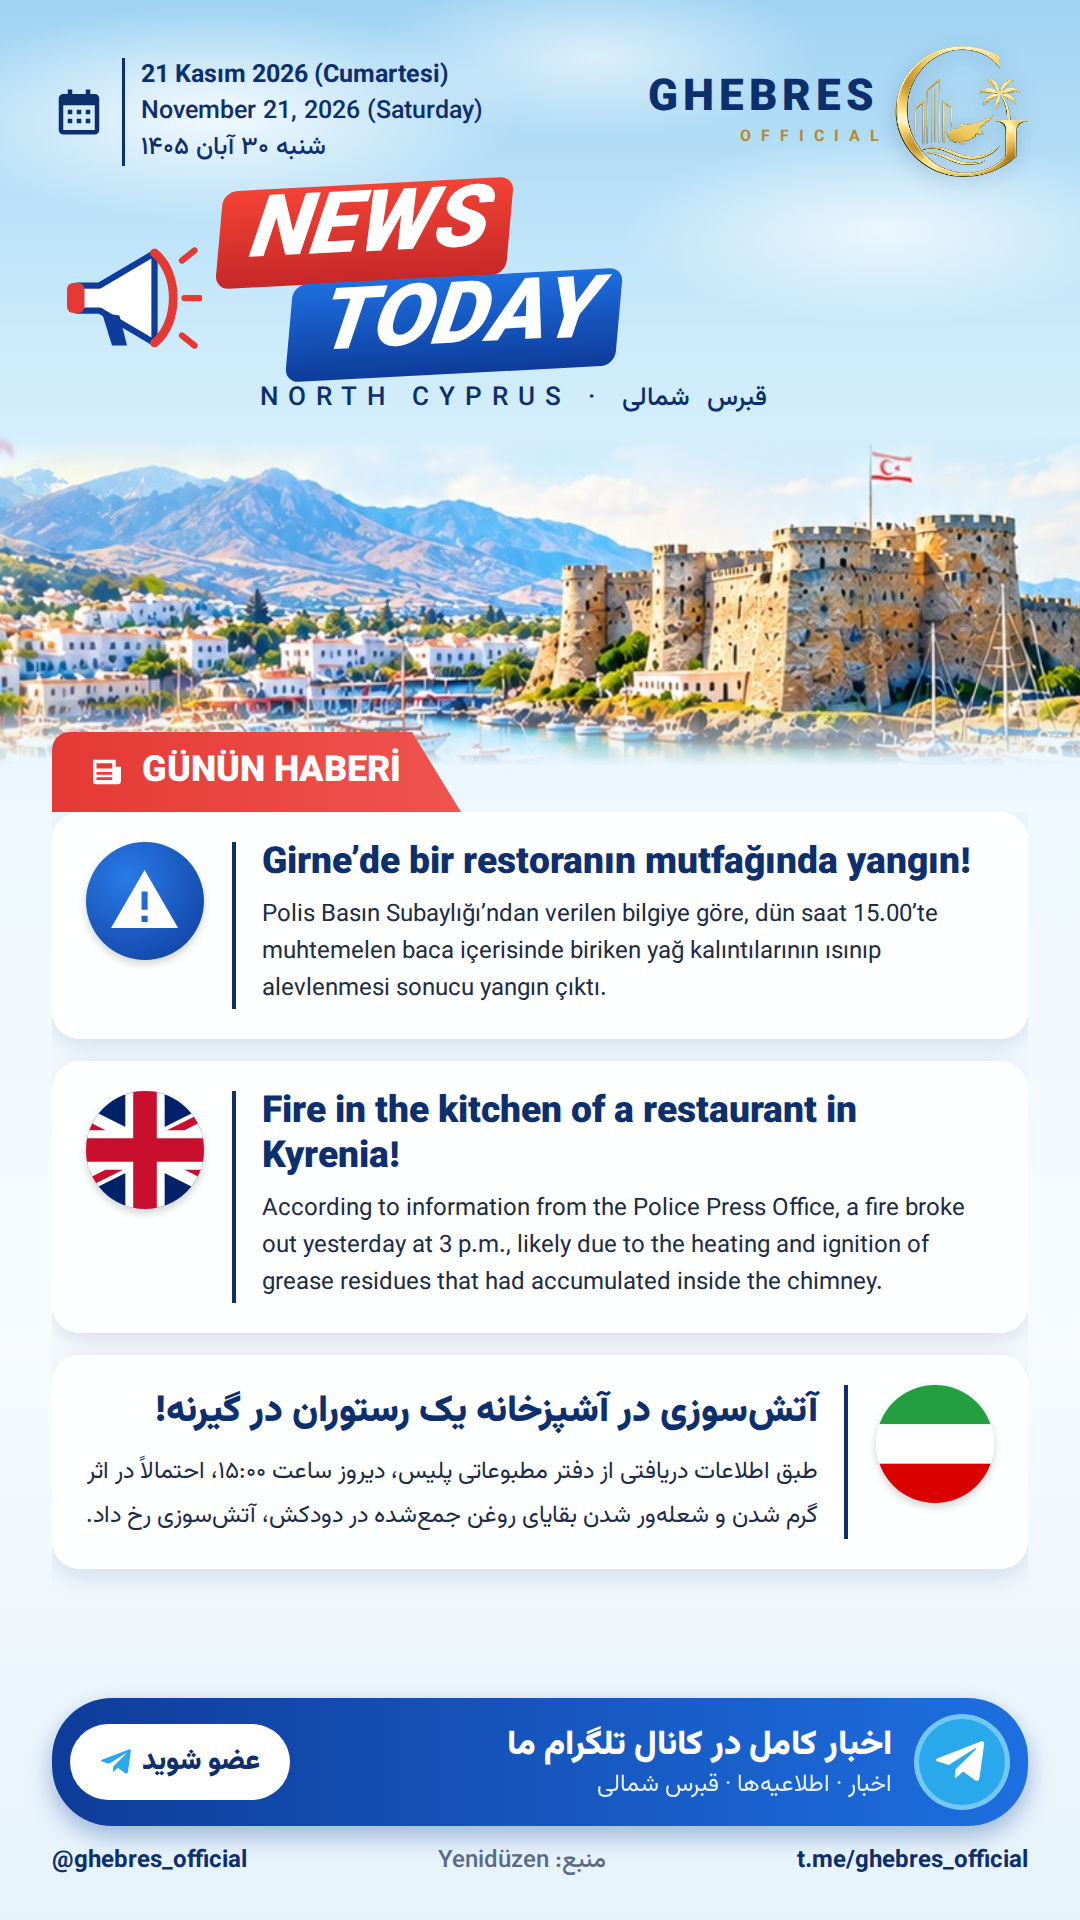 21 Kasım 2026 (Cumartesi)
November 21, 2026 (Saturday)
شنبه ۳۰ آبان ۱۴۰۵
GHEBRES
OFFICIAL
NEWS
TODAY
NORTH CYPRUS · قبرس شمالی
GÜNÜN HABERİ
Girne’de bir restoranın mutfağında yangın!
Polis Basın Subaylığı’ndan verilen bilgiye göre, dün saat 15.00’te
muhtemelen baca içerisinde biriken yağ kalıntılarının ısınıp
alevlenmesi sonucu yangın çıktı.
Fire in the kitchen of a restaurant in
Kyrenia!
According to information from the Police Press Office, a fire broke
out yesterday at 3 p.m., likely due to the heating and ignition of
grease residues that had accumulated inside the chimney.
آتش‌سوزی در آشپزخانه یک رستوران در گیرنه!
طبق اطلاعات دریافتی از دفتر مطبوعاتی پلیس، دیروز ساعت ۱۵:۰۰، احتمالاً در اثر
گرم شدن و شعله‌ور شدن بقایای روغن جمع‌شده در دودکش، آتش‌سوزی رخ داد.
اخبار کامل در کانال تلگرام ما
اخبار · اطلاعیه‌ها · قبرس شمالی
عضو شوید
@ghebres_official
منبع: Yenidüzen
t.me/ghebres_official